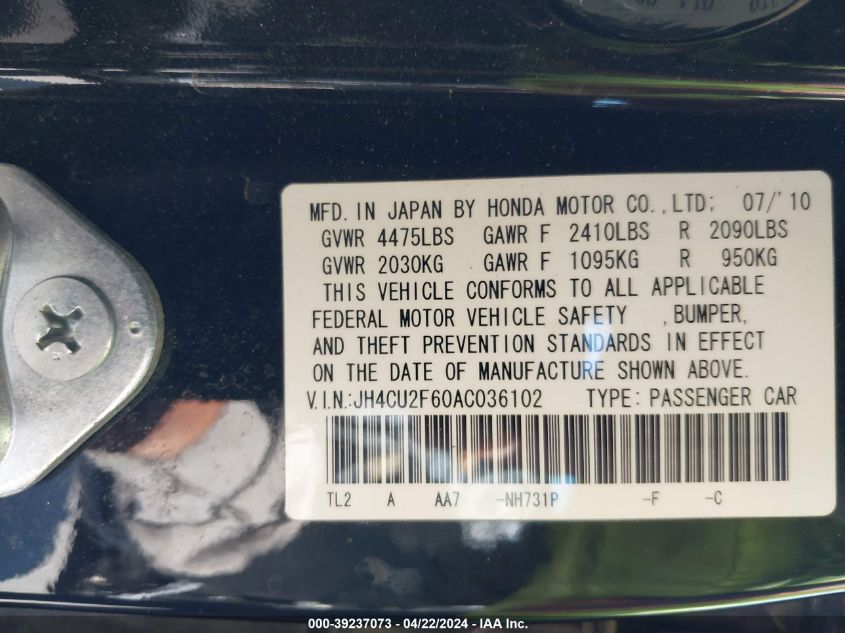 MFD. IN JAPAN BY HONDA MOTOR CO.,LTD; 07/'10
GVWR 4475LBS GAWR F 2410LBS R 2090LBS
GVWR 2030KG GAWR F 1095KG R 950KG
THIS VEHICLE CONFORMS TO ALL APPLICABLE
FEDERAL MOTOR VEHICLE SAFETY ,BUMPER,
AND THEFT PREVENTION STANDARDS IN EFFECT
ON THE DATE OF MANUFACTURE SHOWN ABOVE.
V.I.N.:JH4CU2F60AC036102 TYPE: PASSENGER CAR
TL2 A AA7 -NH731P -F -C
000-39237073 - 04/22/2024 - IAA Inc.